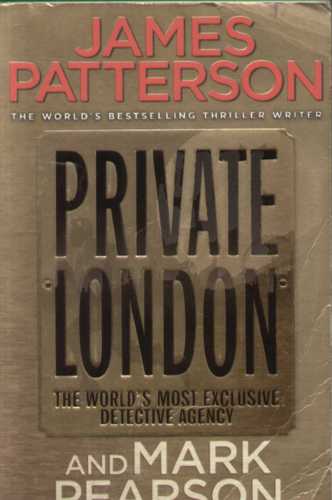 JAMES
PATTERSON
THE WORLD'S BESTSELLING THRILLER WRITER
PRIVATE
LONDON
THE WORLD'S MOST EXCLUSIVE
DETECTIVE AGENCY
AND MARK
PEARSON